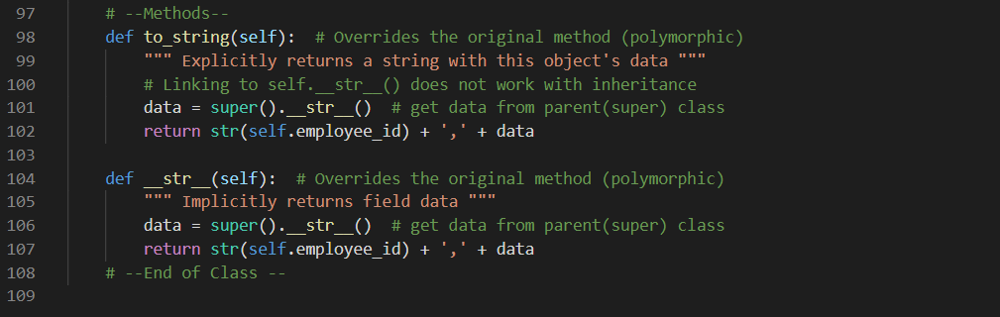 97 # --Methods--
98 def to_string(self):  # Overrides the original method (polymorphic)
99 """ Explicitly returns a string with this object's data """
100 # Linking to self.__str__() does not work with inheritance
101 data = super().__str__()  # get data from parent(super) class
102 return str(self.employee_id) + ',' + data
103
104 def __str__(self):  # Overrides the original method (polymorphic)
105 """ Implicitly returns field data """
106 data = super().__str__()  # get data from parent(super) class
107 return str(self.employee_id) + ',' + data
108 # --End of Class --
109